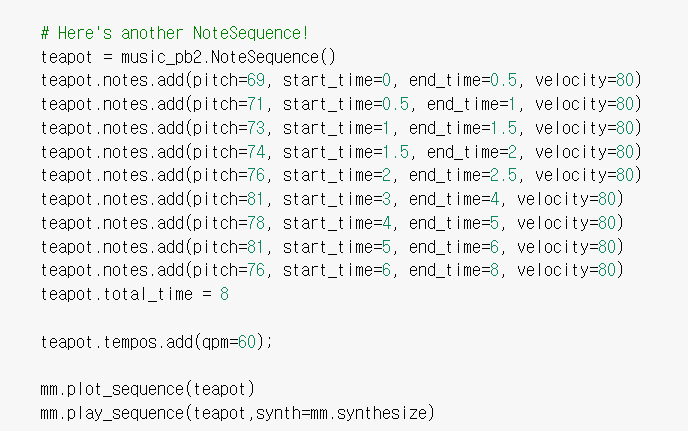 # Here's another NoteSequence!
teapot = music_pb2.NoteSequence()
teapot.notes.add(pitch=69, start_time=0, end_time=0.5, velocity=80)
teapot.notes.add(pitch=71, start_time=0.5, end_time=1, velocity=80)
teapot.notes.add(pitch=73, start_time=1, end_time=1.5, velocity=80)
teapot.notes.add(pitch=74, start_time=1.5, end_time=2, velocity=80)
teapot.notes.add(pitch=76, start_time=2, end_time=2.5, velocity=80)
teapot.notes.add(pitch=81, start_time=3, end_time=4, velocity=80)
teapot.notes.add(pitch=78, start_time=4, end_time=5, velocity=80)
teapot.notes.add(pitch=81, start_time=5, end_time=6, velocity=80)
teapot.notes.add(pitch=76, start_time=6, end_time=8, velocity=80)
teapot.total_time = 8
teapot.tempos.add(qpm=60);
mm.plot_sequence(teapot)
mm.play_sequence(teapot,synth=mm.synthesize)